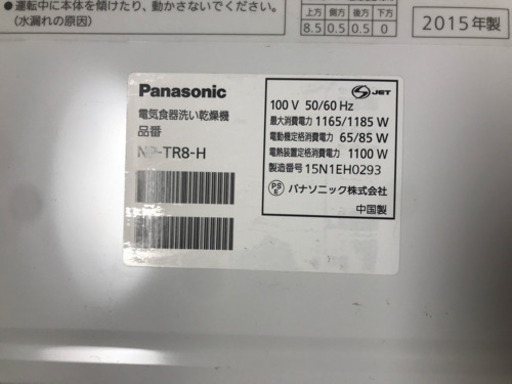 ●運転中に本体を傾けたり、動かさないでください。
(水漏れの原因)
上方 側方 後方 下方
8.5 0.5 0.5 0
2015年製
Panasonic
電気食器洗い乾燥機
品番
NP-TR8-H
JET
100 V 50/60 Hz
最大消費電力 1165/1185 W
電動機定格消費電力 65/85 W
電熱装置定格消費電力 1100 W
製造番号 15N1EH0293
PSE パナソニック株式会社
中国製